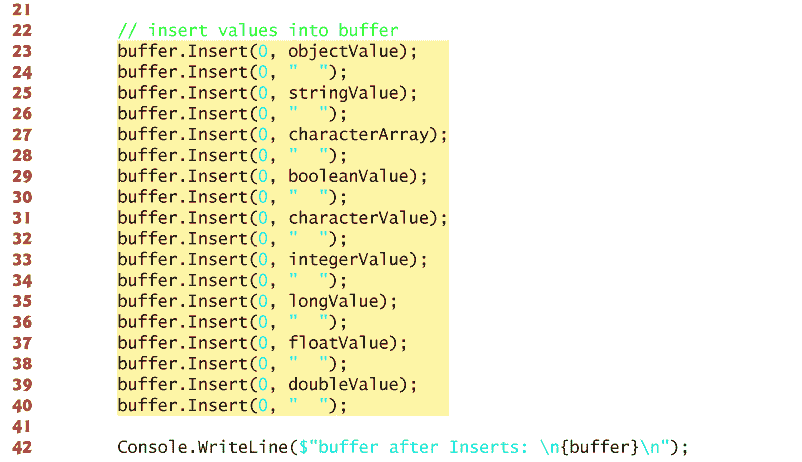 21
22 // insert values into buffer
23 buffer.Insert(0, objectValue);
24 buffer.Insert(0, "  ");
25 buffer.Insert(0, stringValue);
26 buffer.Insert(0, "  ");
27 buffer.Insert(0, characterArray);
28 buffer.Insert(0, "  ");
29 buffer.Insert(0, booleanValue);
30 buffer.Insert(0, "  ");
31 buffer.Insert(0, characterValue);
32 buffer.Insert(0, "  ");
33 buffer.Insert(0, integerValue);
34 buffer.Insert(0, "  ");
35 buffer.Insert(0, longValue);
36 buffer.Insert(0, "  ");
37 buffer.Insert(0, floatValue);
38 buffer.Insert(0, "  ");
39 buffer.Insert(0, doubleValue);
40 buffer.Insert(0, "  ");
41
42 Console.WriteLine($"buffer after Inserts: \n{buffer}\n");